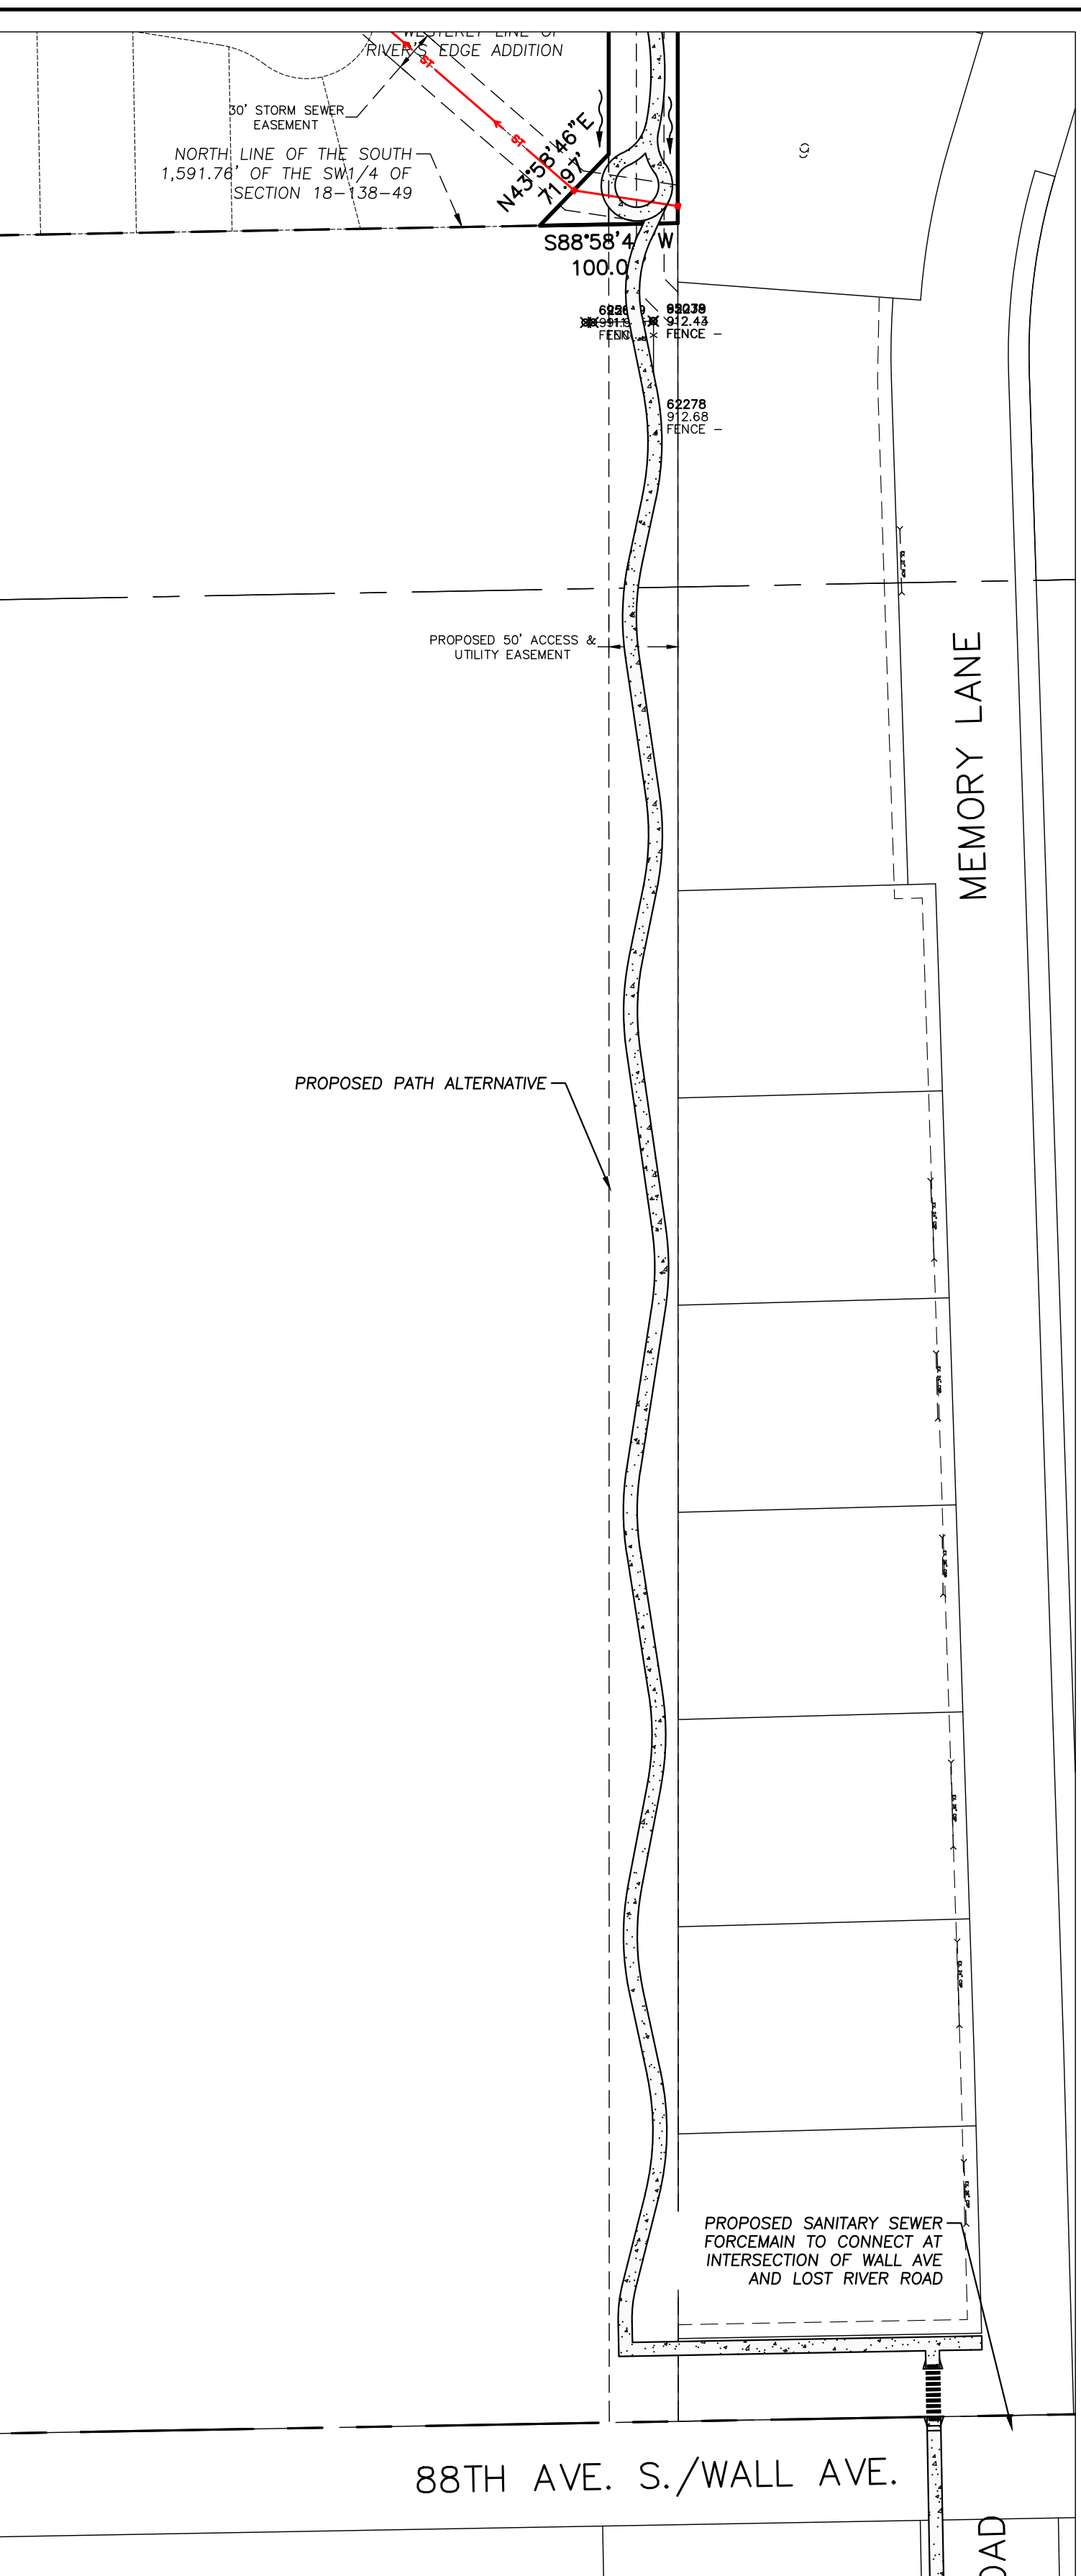 RIVER'S EDGE ADDITION
ST
30' STORM SEWER
EASEMENT
ST
NORTH LINE OF THE SOUTH
1,591.76' OF THE SW1/4 OF
SECTION 18-138-49
N43°58'46"E
71.97'
9
S88°58'4 W
100.0
912.43
FENCE -
62278
912.68
FENCE -
PROPOSED 50' ACCESS &
UTILITY EASEMENT
MEMORY LANE
PROPOSED PATH ALTERNATIVE
PROPOSED SANITARY SEWER
FORCEMAIN TO CONNECT AT
INTERSECTION OF WALL AVE
AND LOST RIVER ROAD
88TH AVE. S./WALL AVE.
OAD